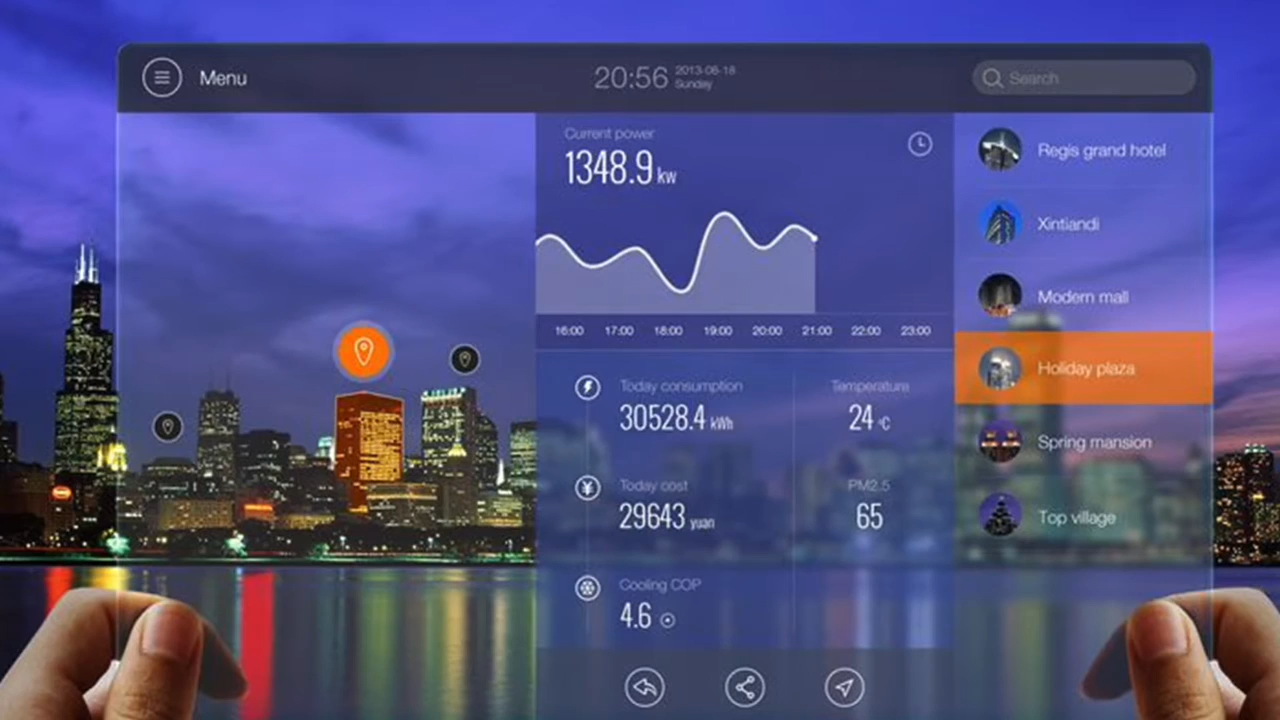 Menu
20:56
2013-08-18
Sunday
Search
Current power
1348.9 kw
16:00 17:00 18:00 19:00 20:00 21:00 22:00 23:00
Today consumption
30528.4 kWh
Temperature
24 °C
Today cost
29643 yuan
PM2.5
65
Cooling COP
4.6
Regis grand hotel
Xintiandi
Modern mall
Holiday plaza
Spring mansion
Top village